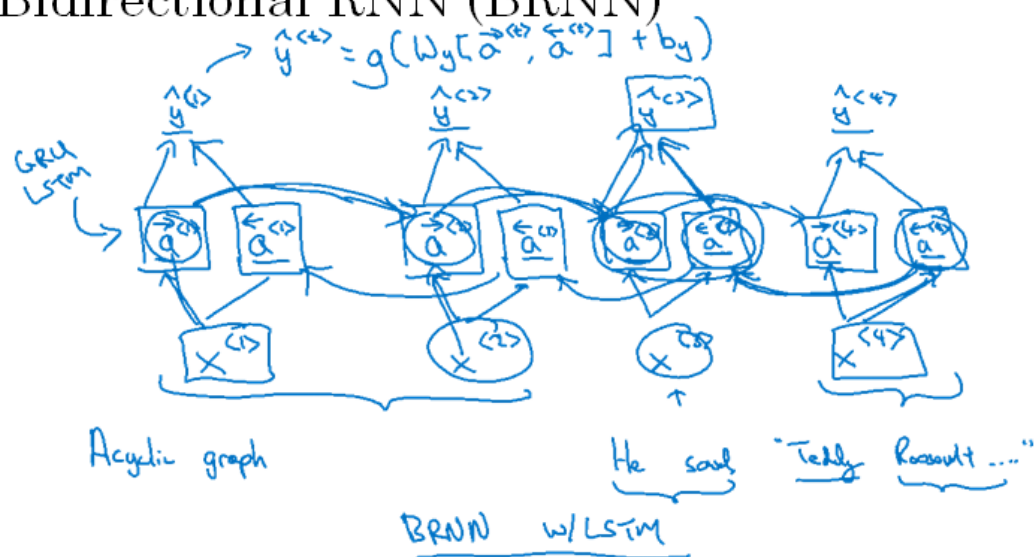 Bidirectional RNN (BRNN)
ŷ<t> = g(Wy[a→<t>, a←<t>] + by)
ŷ<1> ŷ<2> ŷ<3> ŷ<4>
GRU
LSTM
a→<1> a←<1> a→<2> a←<2> a→<3> a←<3> a→<4> a←<4>
x<1> x<2> x<3> x<4>
Acyclic graph He said "Teddy Roosevelt...."
BRNN w/LSTM